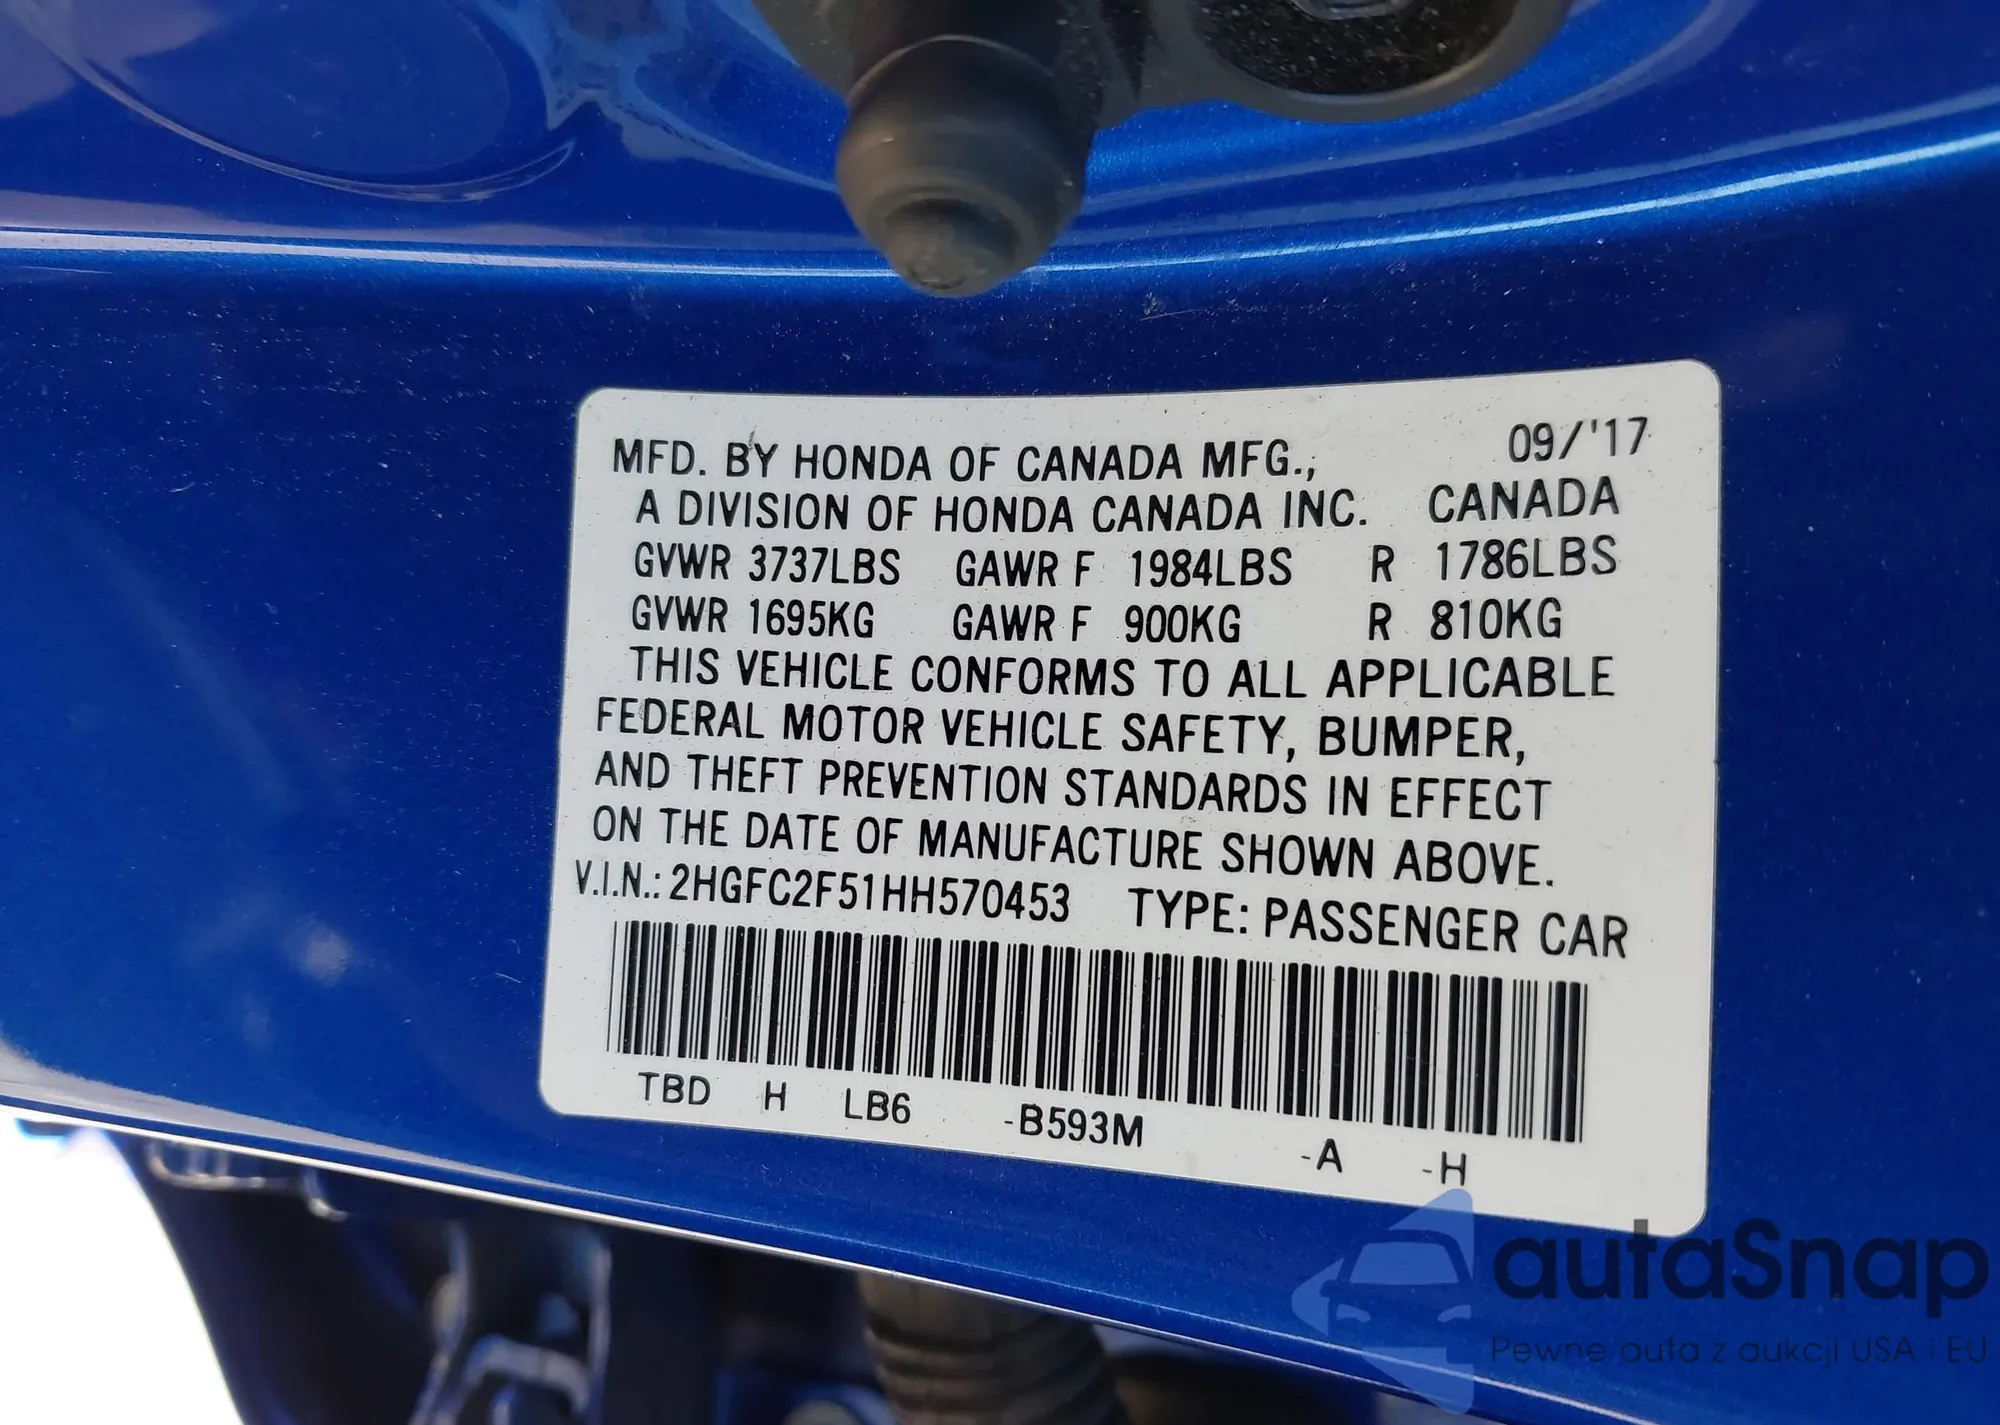 MFD. BY HONDA OF CANADA MFG., 09/'17
A DIVISION OF HONDA CANADA INC. CANADA
GVWR 3737LBS GAWR F 1984LBS R 1786LBS
GVWR 1695KG GAWR F 900KG R 810KG
THIS VEHICLE CONFORMS TO ALL APPLICABLE
FEDERAL MOTOR VEHICLE SAFETY, BUMPER,
AND THEFT PREVENTION STANDARDS IN EFFECT
ON THE DATE OF MANUFACTURE SHOWN ABOVE.
V.I.N.: 2HGFC2F51HH570453 TYPE: PASSENGER CAR
TBD H LB6 -B593M -A -H
autaSnap
Pewne auta z aukcji USA i EU